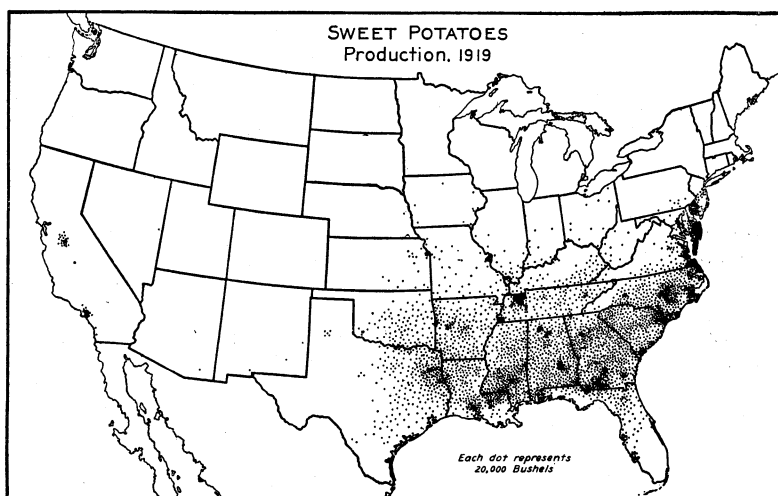 SWEET POTATOES
Production, 1919
Each dot represents
20,000 Bushels